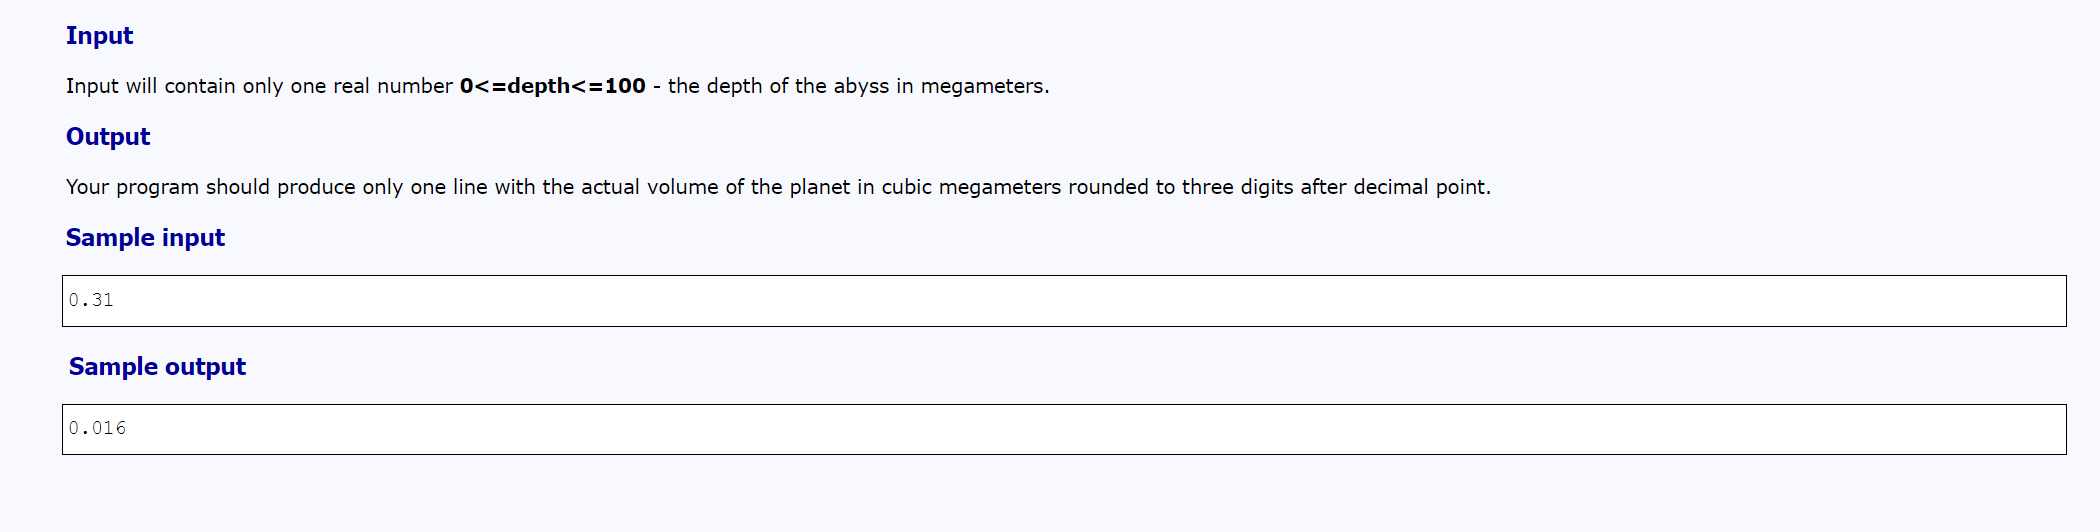 Input
Input will contain only one real number 0<=depth<=100 - the depth of the abyss in megameters.
Output
Your program should produce only one line with the actual volume of the planet in cubic megameters rounded to three digits after decimal point.
Sample input
0.31
Sample output
0.016